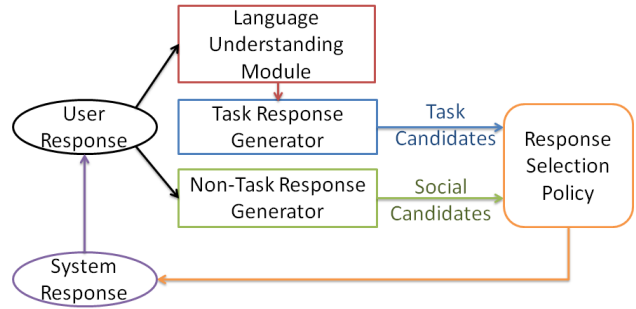 Language
Understanding
Module
User
Response
Task Response
Generator
Task
Candidates
Response
Selection
Policy
Non-Task Response
Generator
Social
Candidates
System
Response